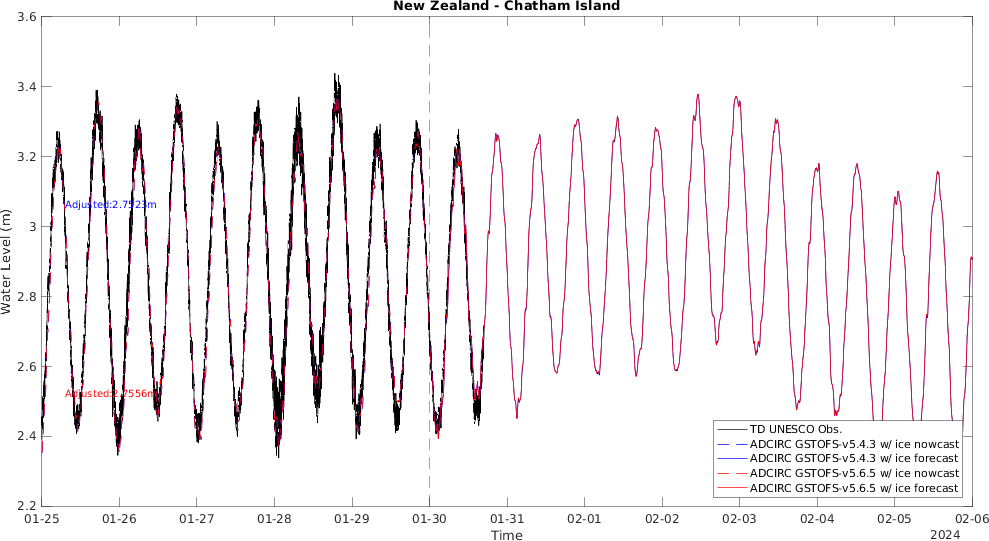 New Zealand - Chatham Island
3.6
3.4
3.2
3
2.8
2.6
2.4
2.2
Water Level (m)
Adjusted:2.7523m
Adjusted:2.7556m
TD UNESCO Obs.
ADCIRC GSTOFS-v5.4.3 w/ ice nowcast
ADCIRC GSTOFS-v5.4.3 w/ ice forecast
ADCIRC GSTOFS-v5.6.5 w/ ice nowcast
ADCIRC GSTOFS-v5.6.5 w/ ice forecast
01-25 01-26 01-27 01-28 01-29 01-30 01-31 02-01 02-02 02-03 02-04 02-05 02-06
Time
2024